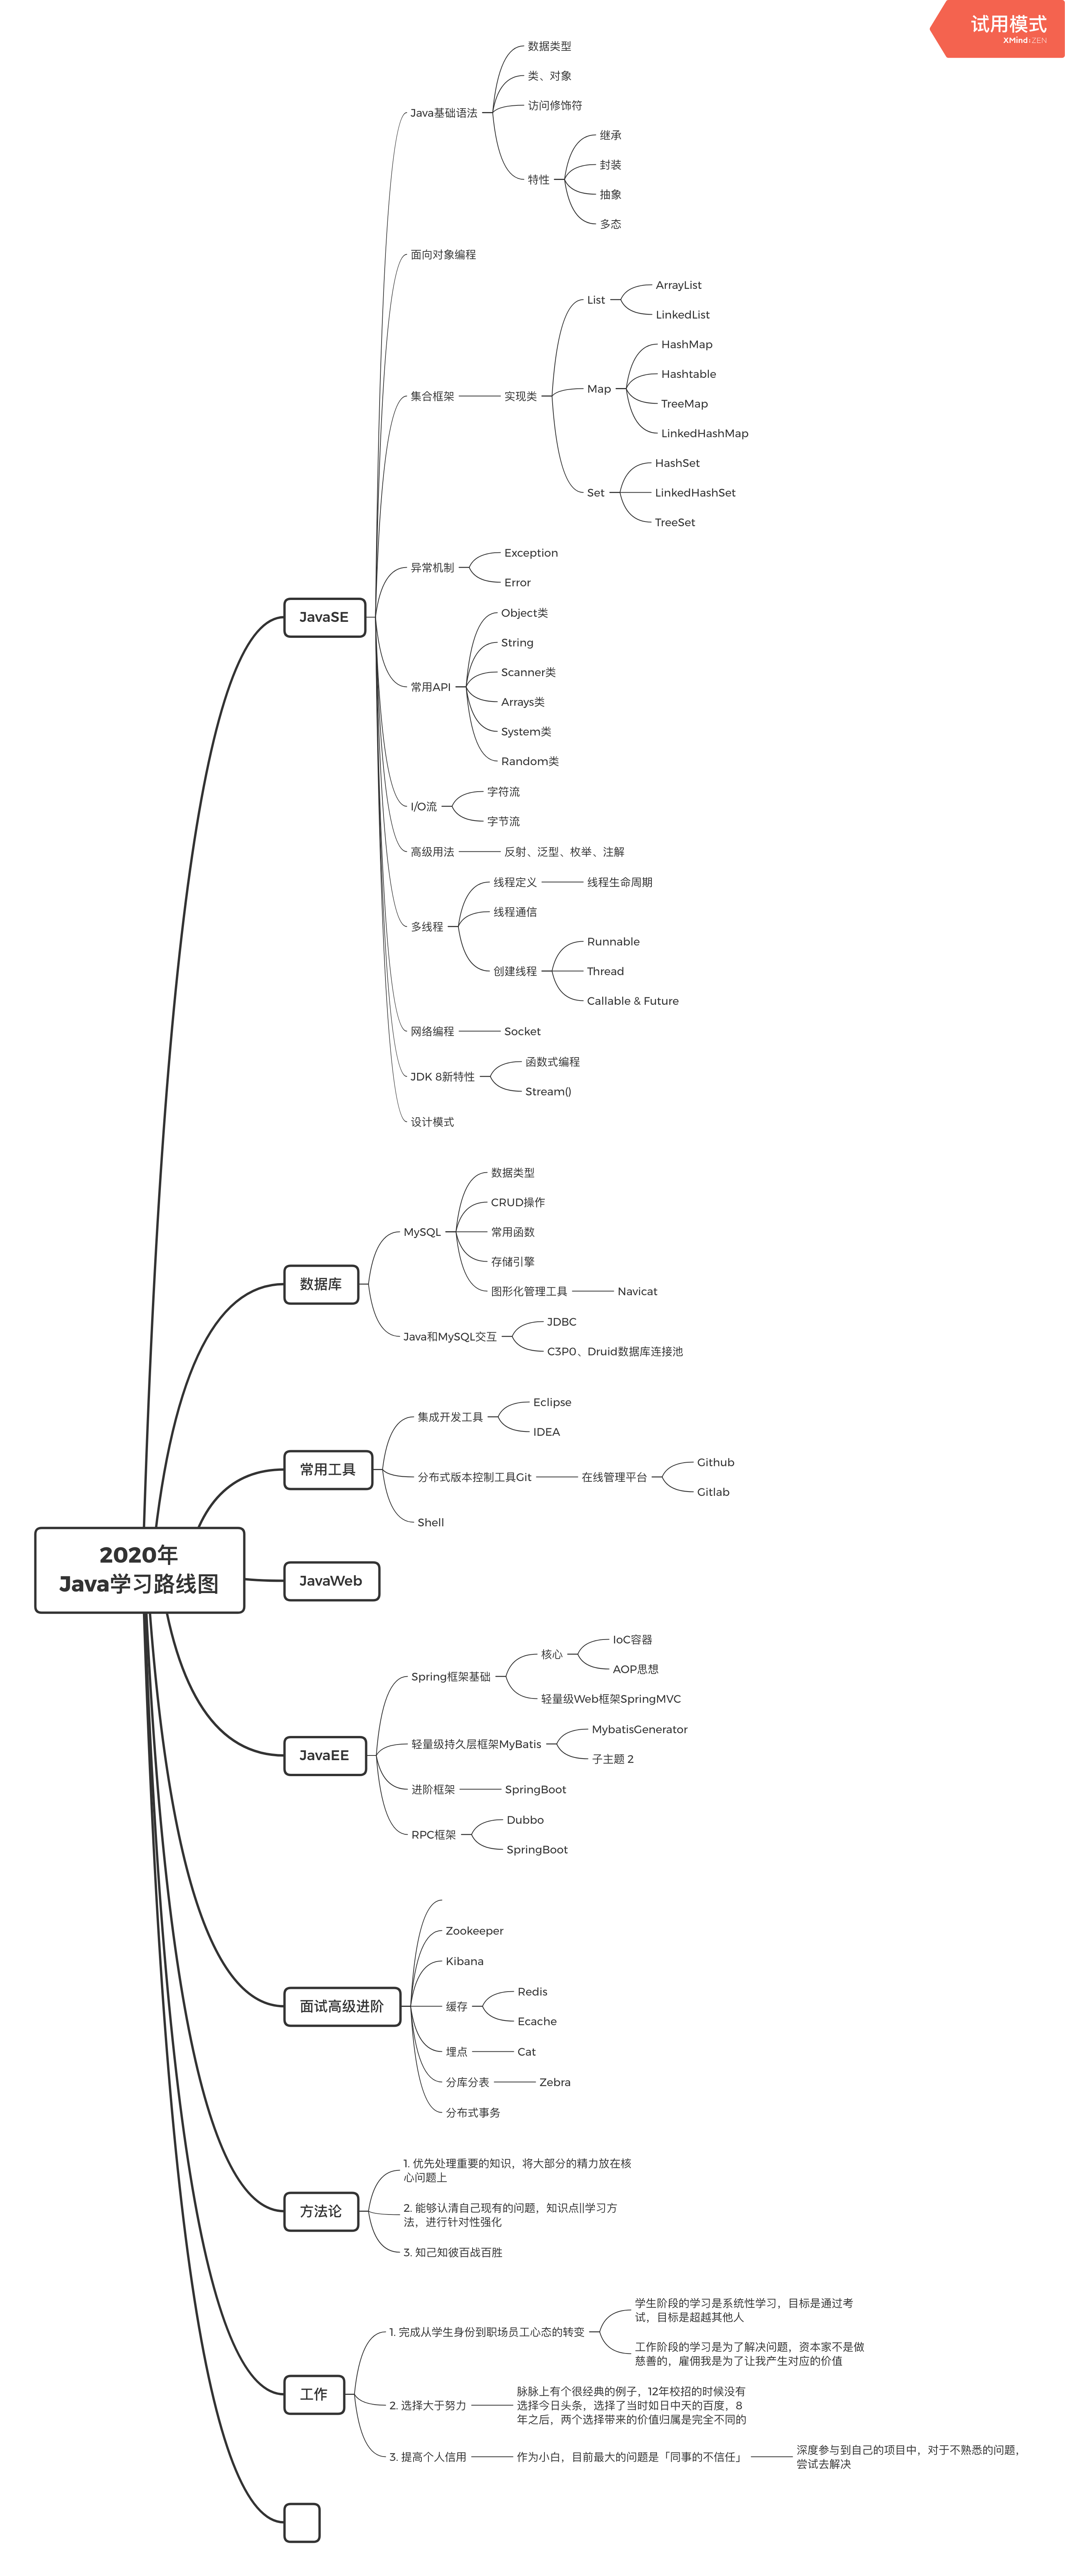 试用模式
XMind:ZEN
2020年
Java学习路线图
JavaSE
Java基础语法
数据类型
类、对象
访问修饰符
特性
继承
封装
抽象
多态
面向对象编程
集合框架
实现类
List
ArrayList
LinkedList
Map
HashMap
Hashtable
TreeMap
LinkedHashMap
Set
HashSet
LinkedHashSet
TreeSet
异常机制
Exception
Error
常用API
Object类
String
Scanner类
Arrays类
System类
Random类
I/O流
字符流
字节流
高级用法
反射、泛型、枚举、注解
多线程
线程定义
线程生命周期
线程通信
创建线程
Runnable
Thread
Callable & Future
网络编程
Socket
JDK 8新特性
函数式编程
Stream()
设计模式
数据库
MySQL
数据类型
CRUD操作
常用函数
存储引擎
图形化管理工具
Navicat
Java和MySQL交互
JDBC
C3P0、Druid数据库连接池
常用工具
集成开发工具
Eclipse
IDEA
分布式版本控制工具Git
在线管理平台
Github
Gitlab
Shell
JavaWeb
JavaEE
Spring框架基础
核心
IoC容器
AOP思想
轻量级Web框架SpringMVC
轻量级持久层框架MyBatis
MybatisGenerator
子主题 2
进阶框架
SpringBoot
RPC框架
Dubbo
SpringBoot
面试高级进阶
Zookeeper
Kibana
缓存
Redis
Ecache
埋点
Cat
分库分表
Zebra
分布式事务
方法论
1. 优先处理重要的知识，将大部分的精力放在核
心问题上
2. 能够认清自己现有的问题，知识点||学习方
法，进行针对性强化
3. 知己知彼百战百胜
工作
1. 完成从学生身份到职场员工心态的转变
学生阶段的学习是系统性学习，目标是通过考
试，目标是超越其他人
工作阶段的学习是为了解决问题，资本家不是做
慈善的，雇佣我是为了让我产生对应的价值
2. 选择大于努力
脉脉上有个很经典的例子，12年校招的时候没有
选择今日头条，选择了当时如日中天的百度，8
年之后，两个选择带来的价值归属是完全不同的
3. 提高个人信用
作为小白，目前最大的问题是「同事的不信任」
深度参与到自己的项目中，对于不熟悉的问题，
尝试去解决